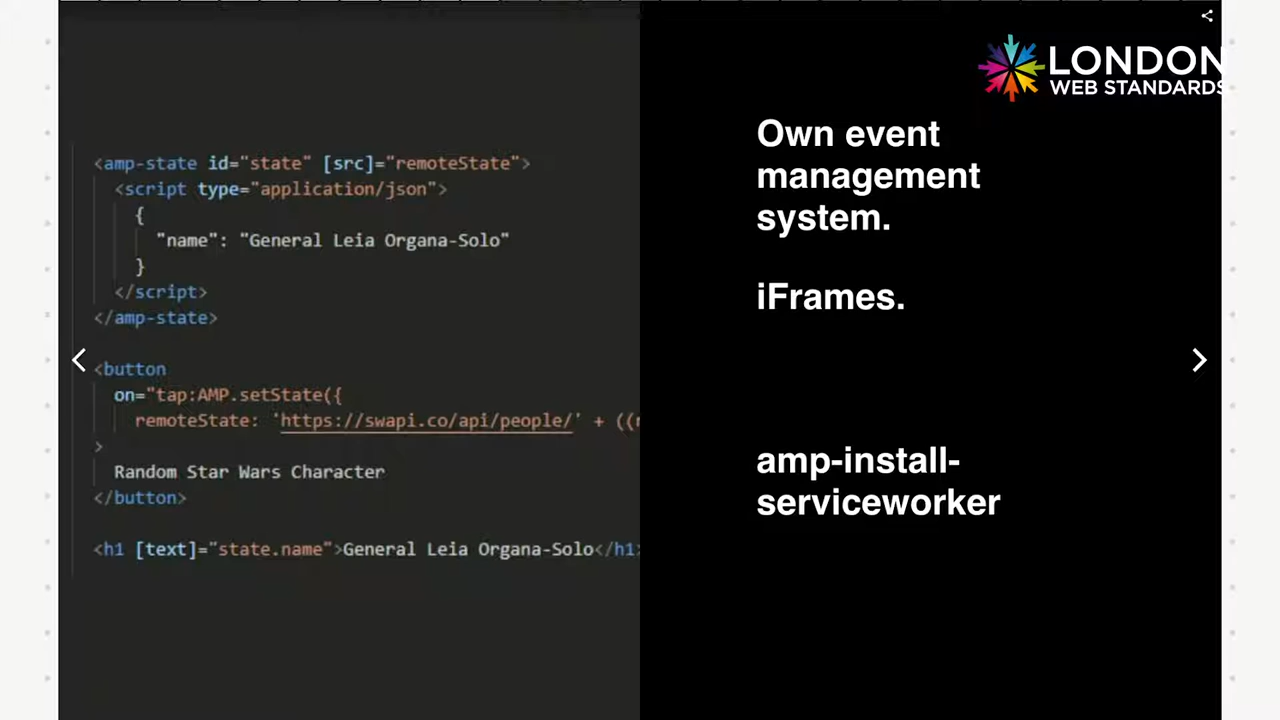 <amp-state id="state" [src]="remoteState">
<script type="application/json">
{
"name": "General Leia Organa-Solo"
}
</script>
</amp-state>
<button
on="tap:AMP.setState({
remoteState: 'https://swapi.co/api/people/' + ((
>
Random Star Wars Character
</button>
<h1 [text]="state.name">General Leia Organa-Solo</h1>
LONDON
WEB STANDARDS
Own event
management
system.
iFrames.
amp-install-
serviceworker